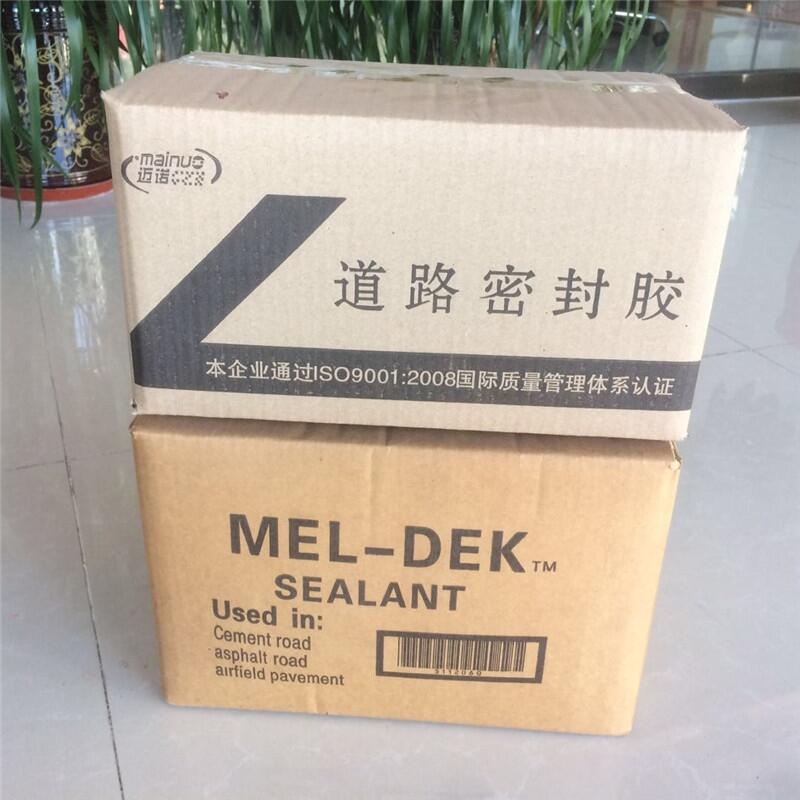 mainuo
迈诺
道路密封胶
本企业通过ISO9001:2008国际质量管理体系认证
MEL-DEK™
SEALANT
Used in:
Cement road
asphalt road
airfield pavement
3112060